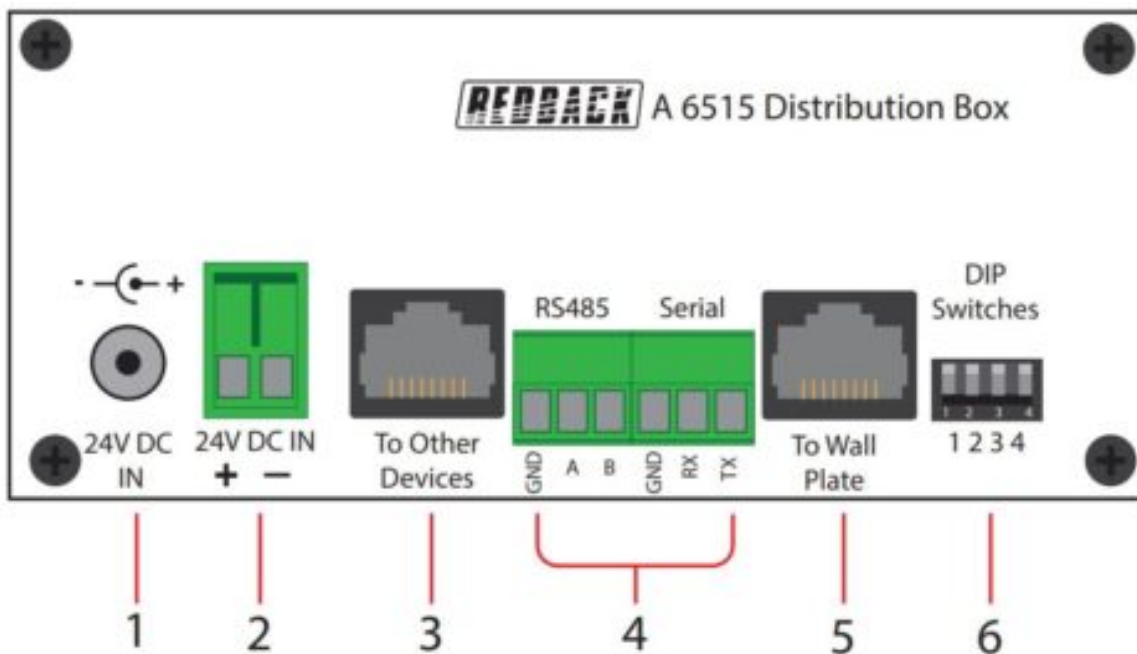 REDBACK A 6515 Distribution Box
- +
24V DC
IN
24V DC IN
+ −
To Other
Devices
RS485 Serial
GND A B GND RX TX
To Wall
Plate
DIP
Switches
1 2 3 4
1 2 3 4
1 2 3 4 5 6